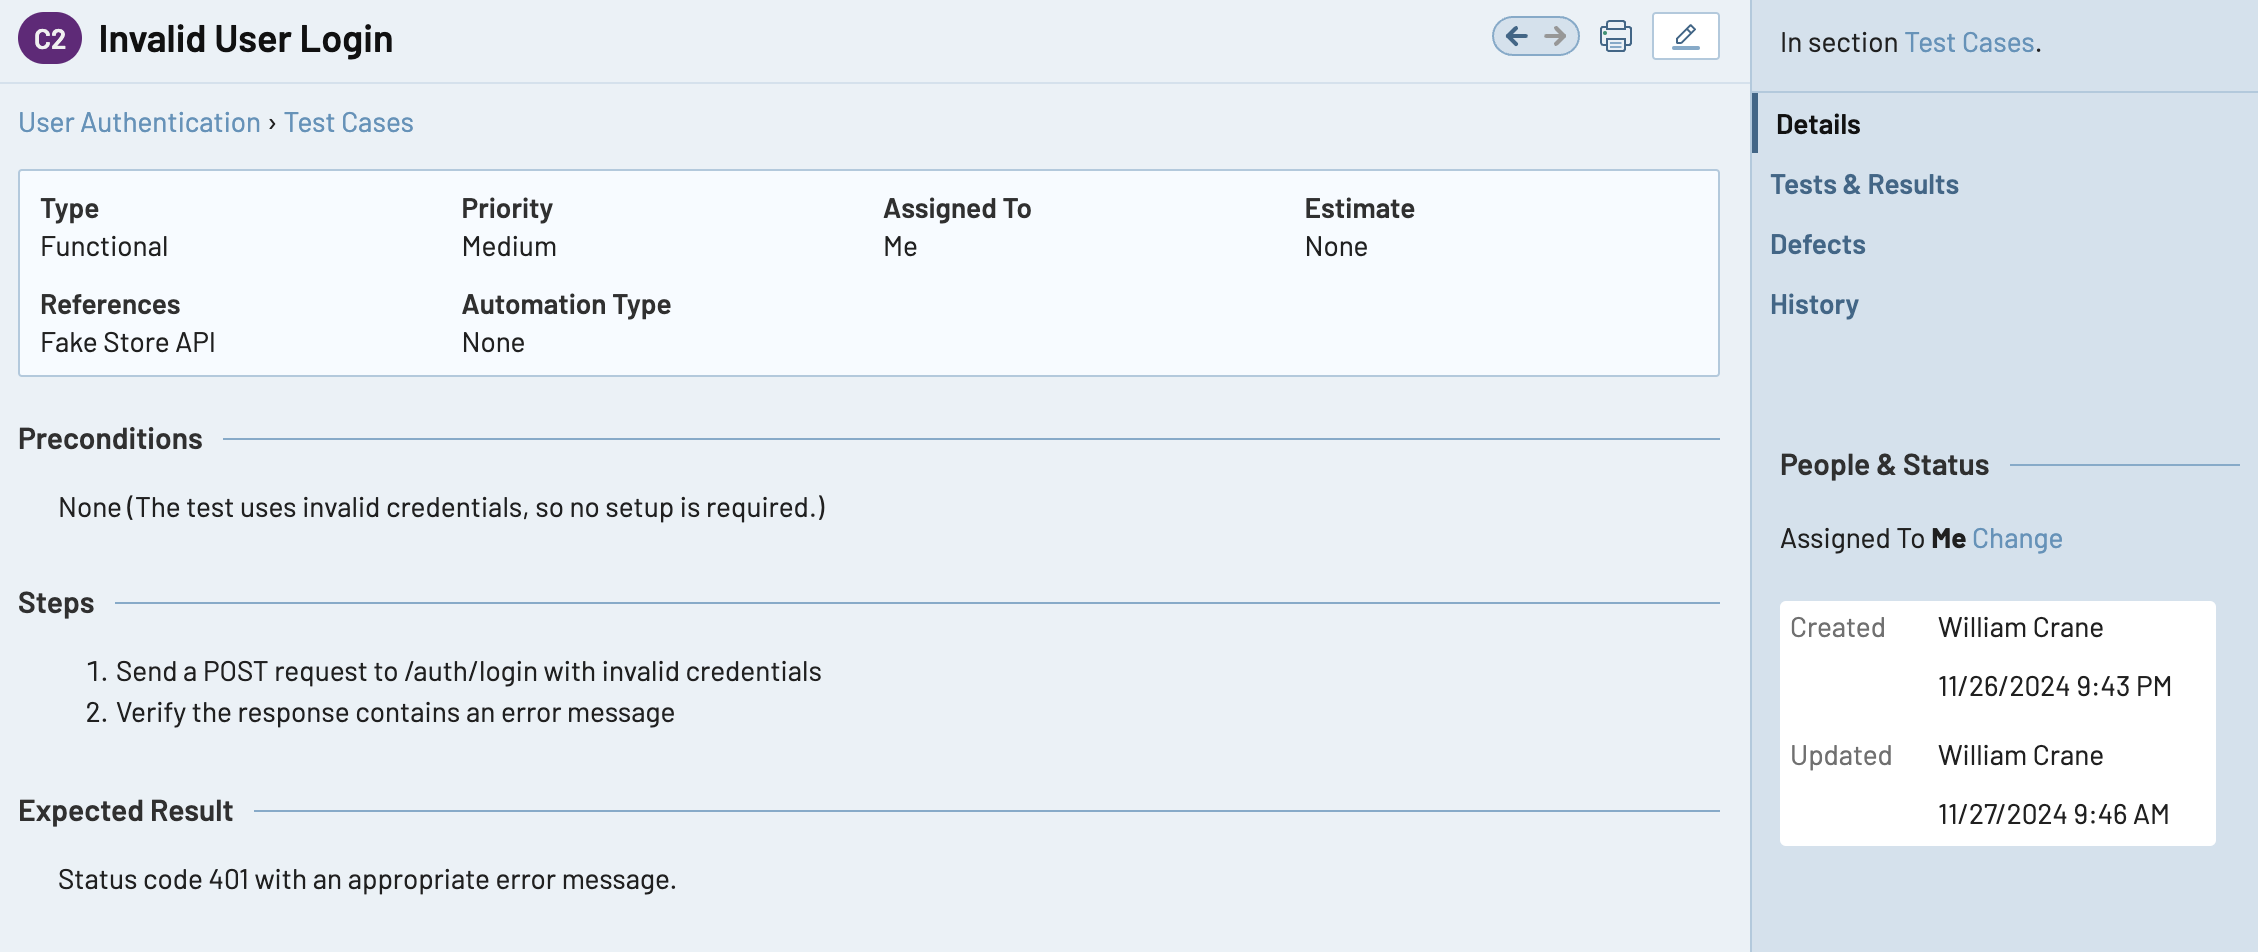 C2 Invalid User Login
User Authentication › Test Cases
Type Priority Assigned To Estimate
Functional Medium Me None
References Automation Type
Fake Store API None
Preconditions
None (The test uses invalid credentials, so no setup is required.)
Steps
1. Send a POST request to /auth/login with invalid credentials
2. Verify the response contains an error message
Expected Result
Status code 401 with an appropriate error message.
In section Test Cases.
Details
Tests & Results
Defects
History
People & Status
Assigned To Me Change
Created William Crane
11/26/2024 9:43 PM
Updated William Crane
11/27/2024 9:46 AM